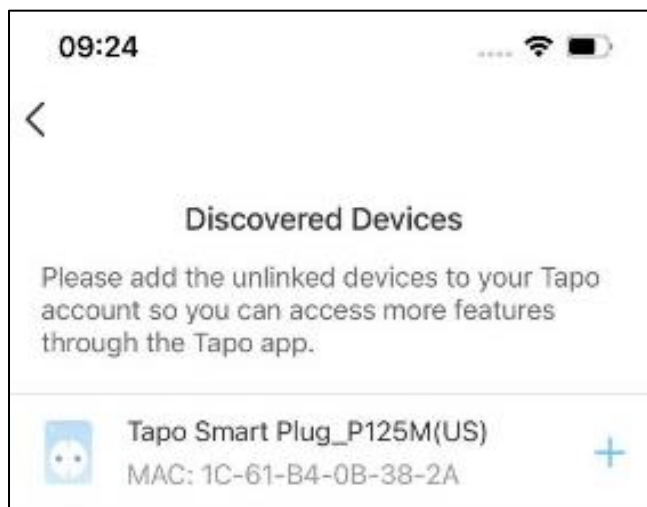 09:24
Discovered Devices
Please add the unlinked devices to your Tapo
account so you can access more features
through the Tapo app.
Tapo Smart Plug_P125M(US)
MAC: 1C-61-B4-0B-38-2A